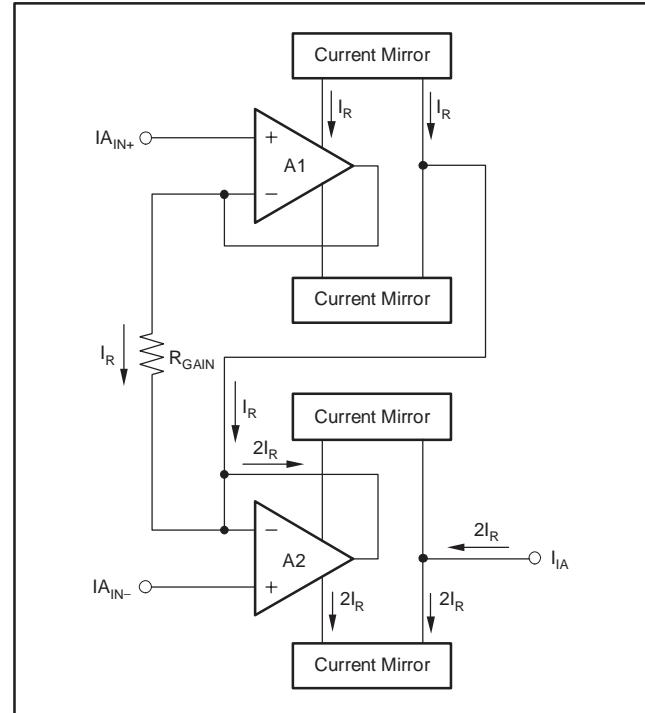 Current Mirror
I_R
I_R
IA_IN+
+
A1
−
Current Mirror
I_R
R_GAIN
Current Mirror
I_R
2I_R
−
A2
2I_R
I_IA
IA_IN−
+
2I_R
2I_R
Current Mirror